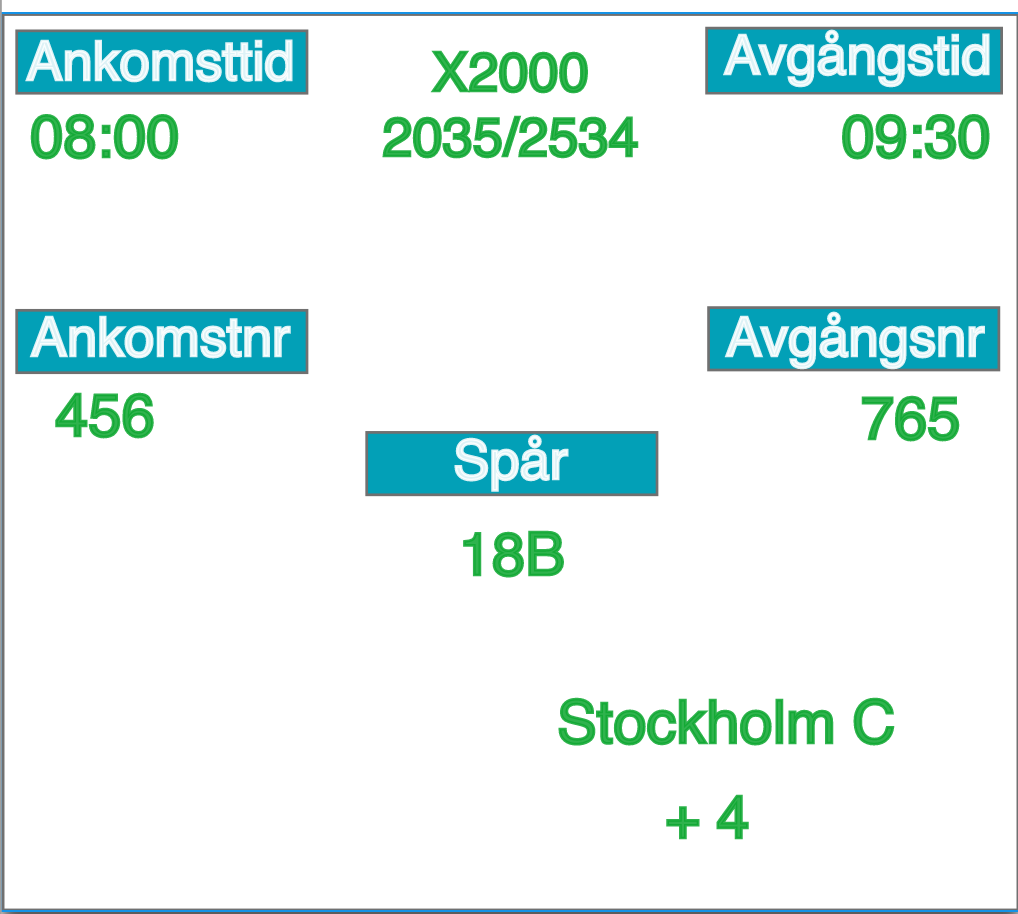 Ankomsttid
X2000
Avgångstid
08:00
2035/2534
09:30
Ankomstnr
Avgångsnr
456
765
Spår
18B
Stockholm C
+ 4